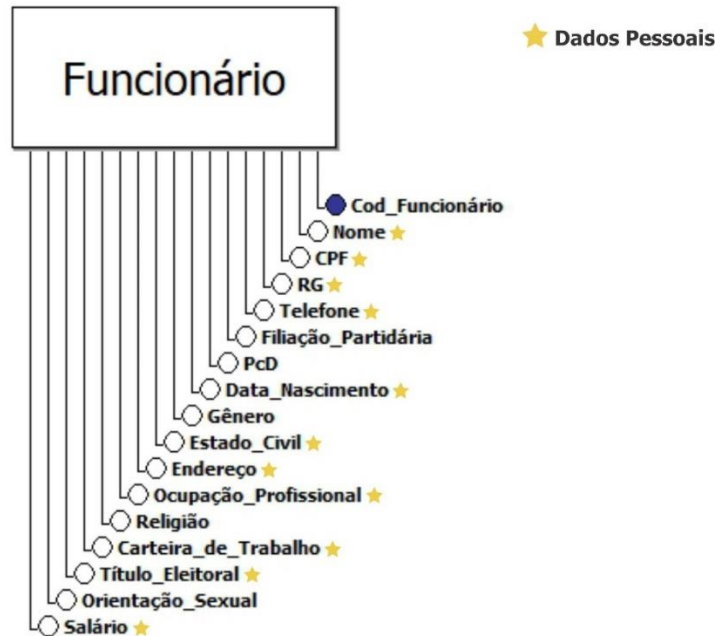 Funcionário
Dados Pessoais
Cod_Funcionário
Nome
CPF
RG
Telefone
Filiação_Partidária
PcD
Data_Nascimento
Gênero
Estado_Civil
Endereço
Ocupação_Profissional
Religião
Carteira_de_Trabalho
Título_Eleitoral
Orientação_Sexual
Salário